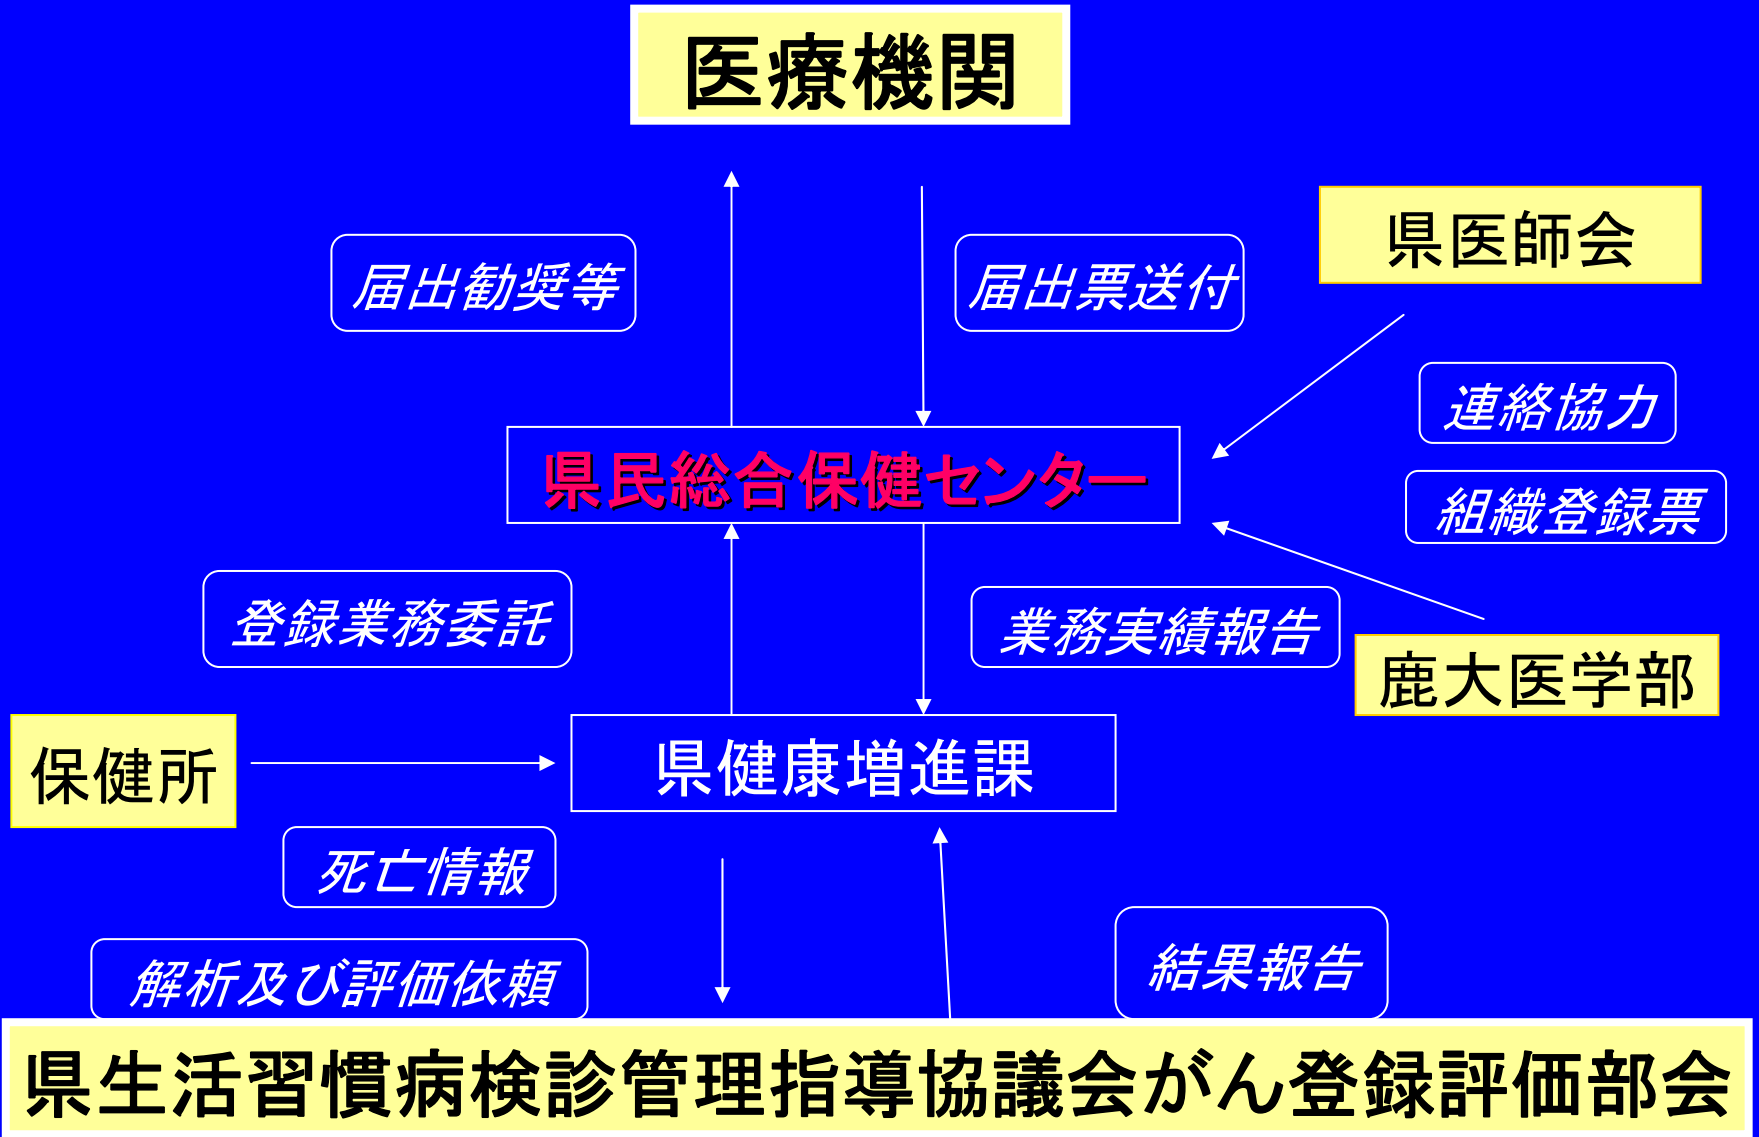 医療機関
県医師会
届出勧奨等
届出票送付
連絡協力
県民総合保健センター
組織登録票
登録業務委託
業務実績報告
鹿大医学部
保健所
県健康増進課
死亡情報
結果報告
解析及び評価依頼
県生活習慣病検診管理指導協議会がん登録評価部会